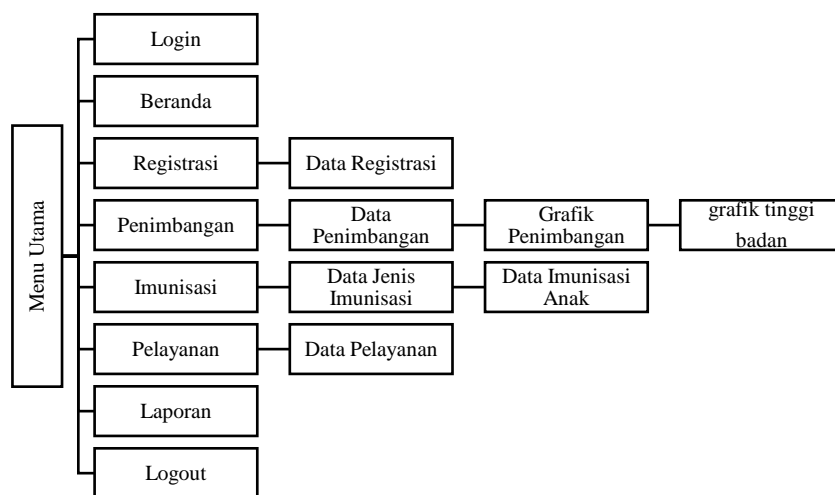 Menu Utama
Login
Beranda
Registrasi
Data Registrasi
Penimbangan
Data
Penimbangan
Grafik
Penimbangan
grafik tinggi
badan
Imunisasi
Data Jenis
Imunisasi
Data Imunisasi
Anak
Pelayanan
Data Pelayanan
Laporan
Logout